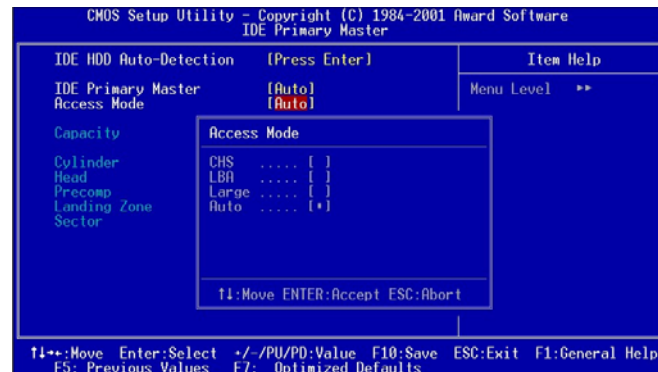 CMOS Setup Utility - Copyright (C) 1984-2001 Award Software
IDE Primary Master
IDE HDD Auto-Detection [Press Enter]
Item Help
IDE Primary Master [Auto]
Access Mode [Auto]
Menu Level ►►
Capacity
Cylinder
Head
Precomp
Landing Zone
Sector
Access Mode
CHS ..... [ ]
LBA ..... [ ]
Large ..... [ ]
Auto ..... [▪]
↑↓:Move ENTER:Accept ESC:Abort
↑↓→←:Move Enter:Select +/-/PU/PD:Value F10:Save ESC:Exit F1:General Help
F5: Previous Values F7: Optimized Defaults